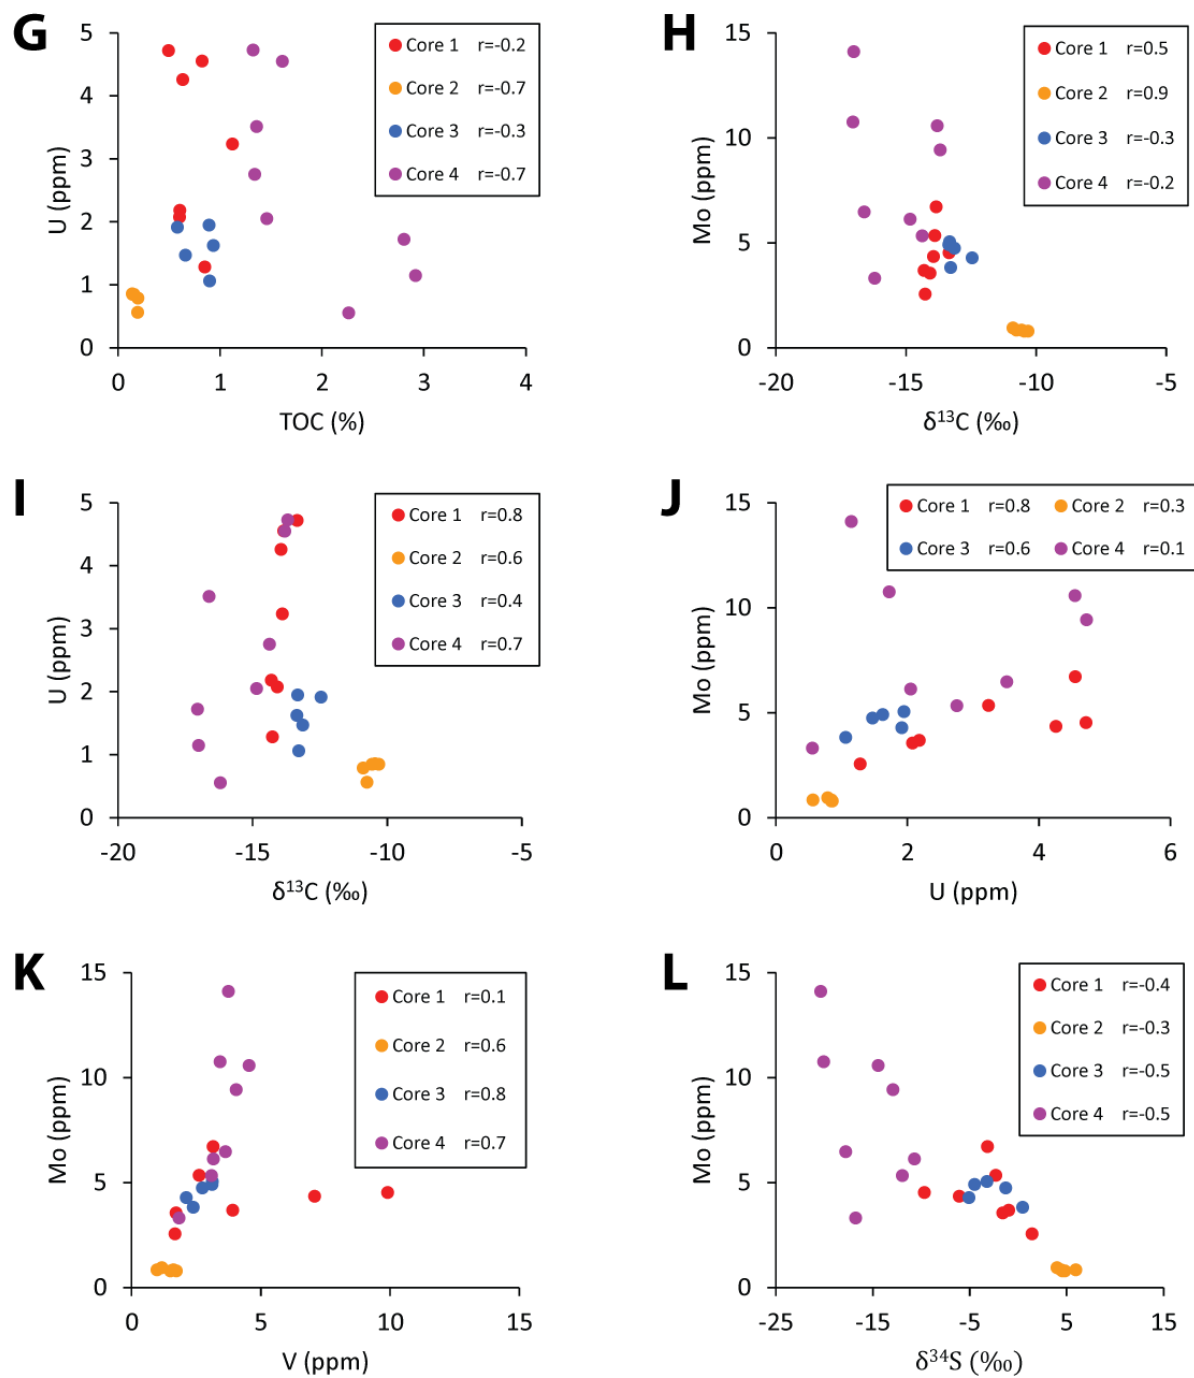 G
5
4
3
2
1
0
U (ppm)
0 1 2 3 4
TOC (%)
Core 1 r=-0.2
Core 2 r=-0.7
Core 3 r=-0.3
Core 4 r=-0.7
H
15
10
5
0
Mo (ppm)
-20 -15 -10 -5
δ¹³C (‰)
Core 1 r=0.5
Core 2 r=0.9
Core 3 r=-0.3
Core 4 r=-0.2
I
5
4
3
2
1
0
U (ppm)
-20 -15 -10 -5
δ¹³C (‰)
Core 1 r=0.8
Core 2 r=0.6
Core 3 r=0.4
Core 4 r=0.7
J
15
10
5
0
Mo (ppm)
0 2 4 6
U (ppm)
Core 1 r=0.8 Core 2 r=0.3
Core 3 r=0.6 Core 4 r=0.1
K
15
10
5
0
Mo (ppm)
0 5 10 15
V (ppm)
Core 1 r=0.1
Core 2 r=0.6
Core 3 r=0.8
Core 4 r=0.7
L
15
10
5
0
Mo (ppm)
-25 -15 -5 5 15
δ³⁴S (‰)
Core 1 r=-0.4
Core 2 r=-0.3
Core 3 r=-0.5
Core 4 r=-0.5